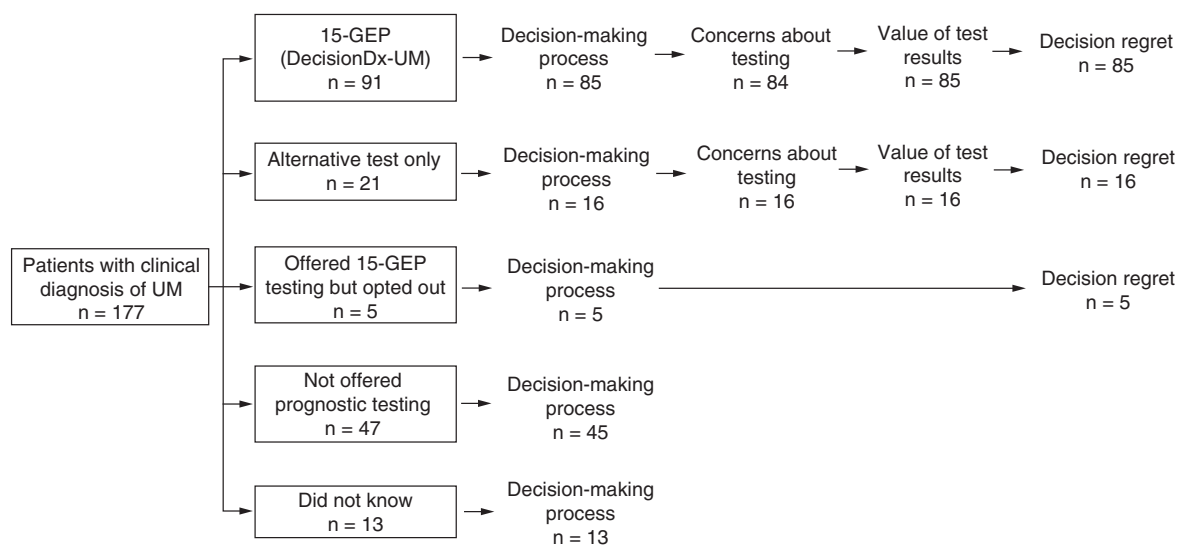 15-GEP
(DecisionDx-UM)
n = 91
Decision-making
process
n = 85
Concerns about
testing
n = 84
Value of test
results
n = 85
Decision regret
n = 85
Alternative test only
n = 21
Decision-making
process
n = 16
Concerns about
testing
n = 16
Value of test
results
n = 16
Decision regret
n = 16
Patients with clinical
diagnosis of UM
n = 177
Offered 15-GEP
testing but opted out
n = 5
Decision-making
process
n = 5
Decision regret
n = 5
Not offered
prognostic testing
n = 47
Decision-making
process
n = 45
Did not know
n = 13
Decision-making
process
n = 13